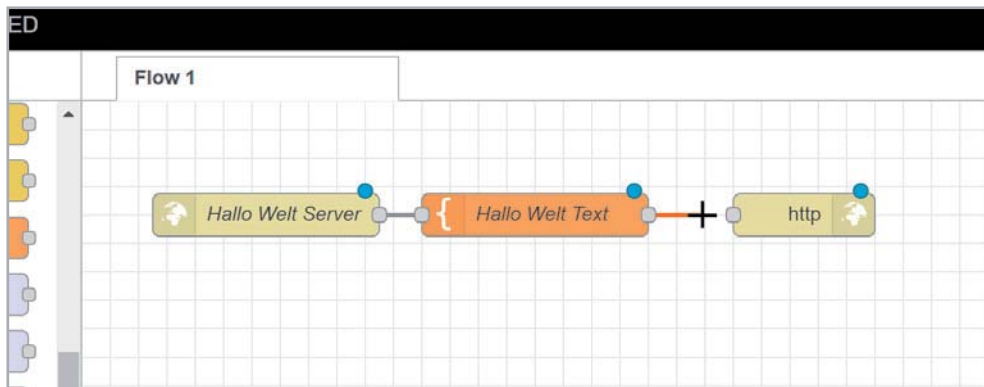 ED
Flow 1
Hallo Welt Server
{ Hallo Welt Text
http